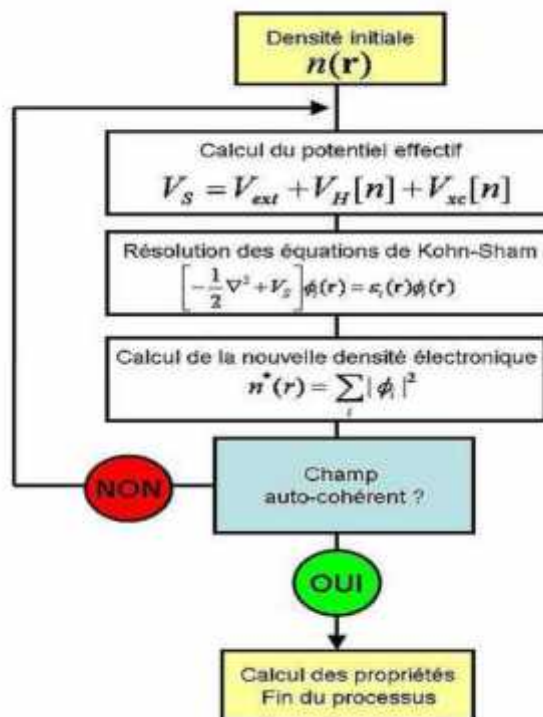 Densité initiale
n(r)
Calcul du potentiel effectif
V_S = V_ext + V_H[n] + V_xc[n]
Résolution des équations de Kohn-Sham
[-1/2 ∇² + V_S] ϕ_i(r) = ε_i(r)ϕ_i(r)
Calcul de la nouvelle densité électronique
n*(r) = ∑_i |ϕ_i|²
Champ
auto-cohérent ?
NON
OUI
Calcul des propriétés
Fin du processus